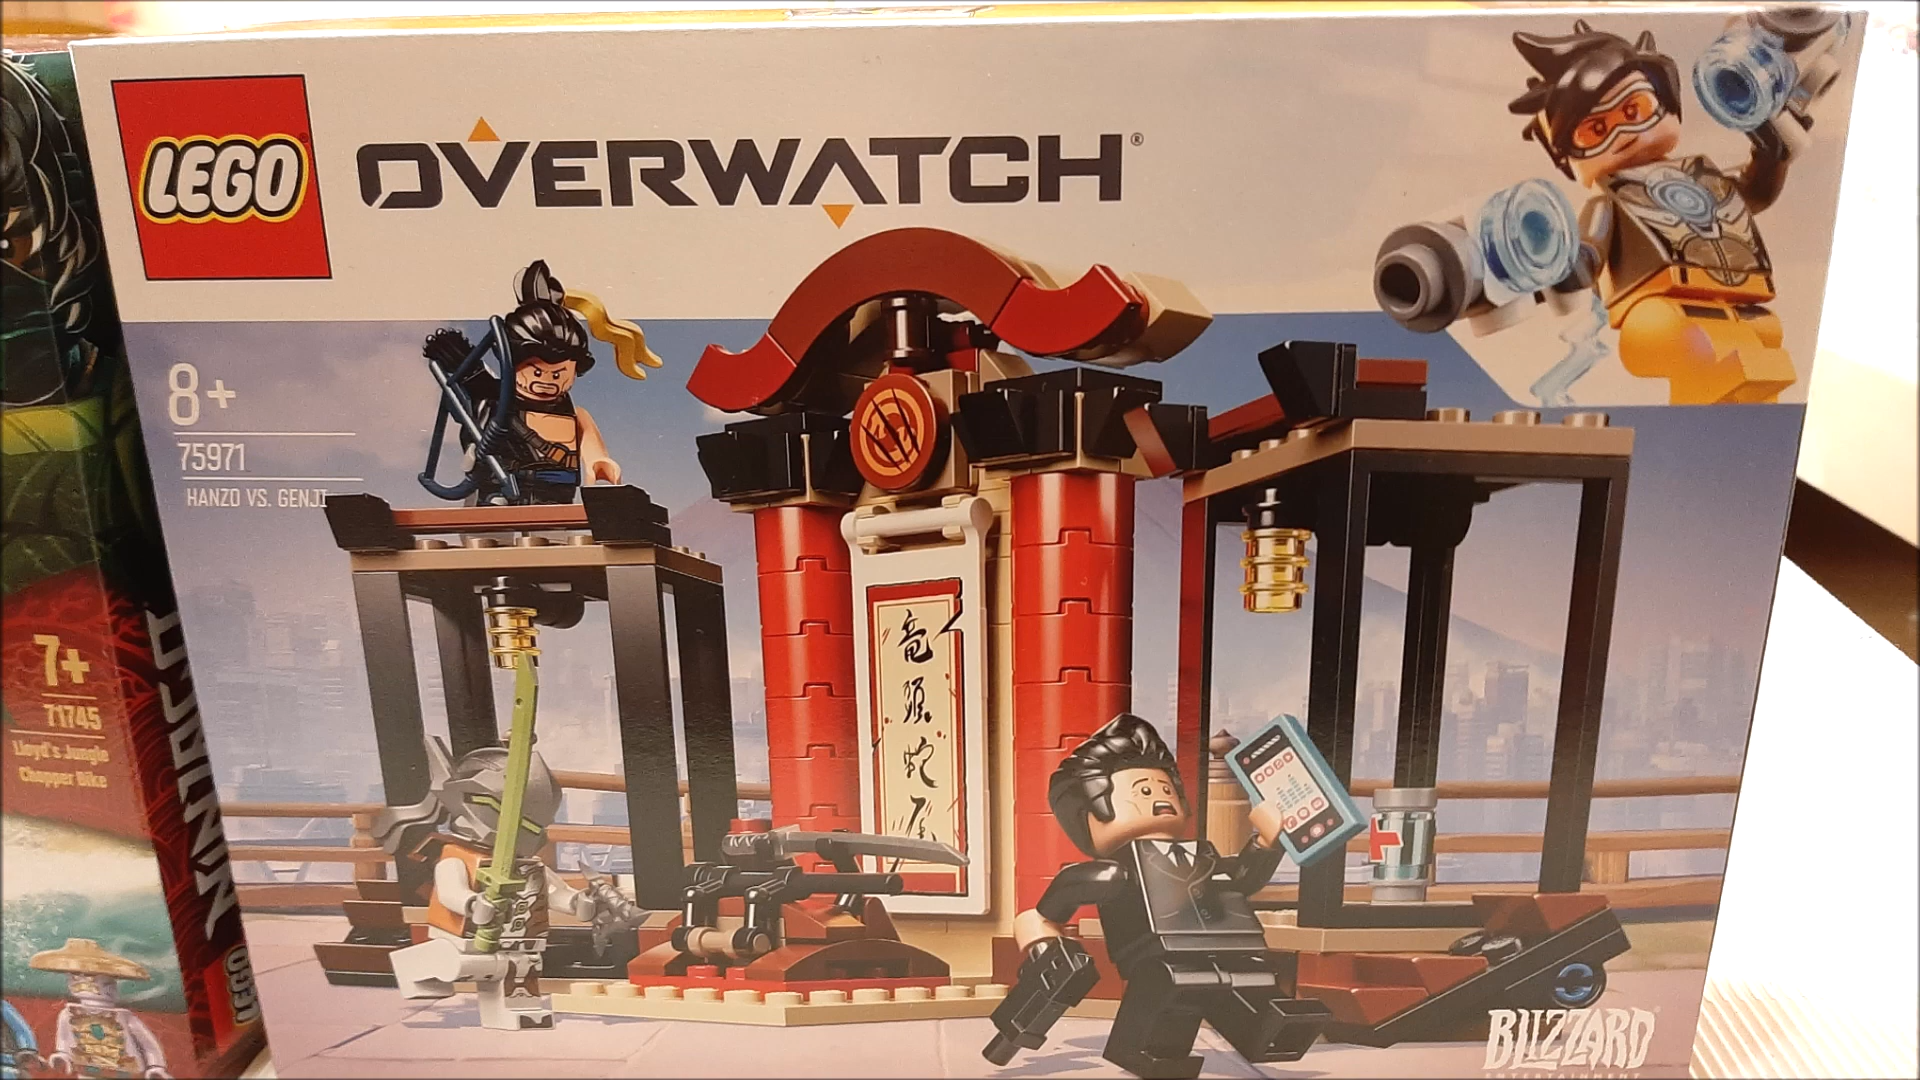 LEGO
OVERWATCH®
8+
75971
HANZO VS. GENJI
竜
頭
蛇
尾
BLIZZARD
ENTERTAINMENT
7+
71745
Lloyd's Jungle
Chopper Bike
NINJAGO
LEGO